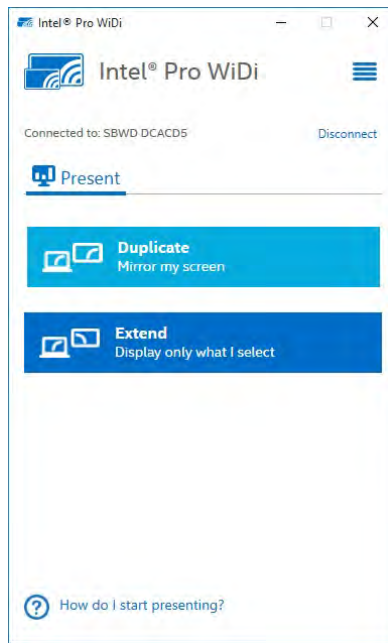 Intel® Pro WiDi
Intel® Pro WiDi
Connected to: SBWD DCACD5
Disconnect
Present
Duplicate
Mirror my screen
Extend
Display only what I select
? How do I start presenting?